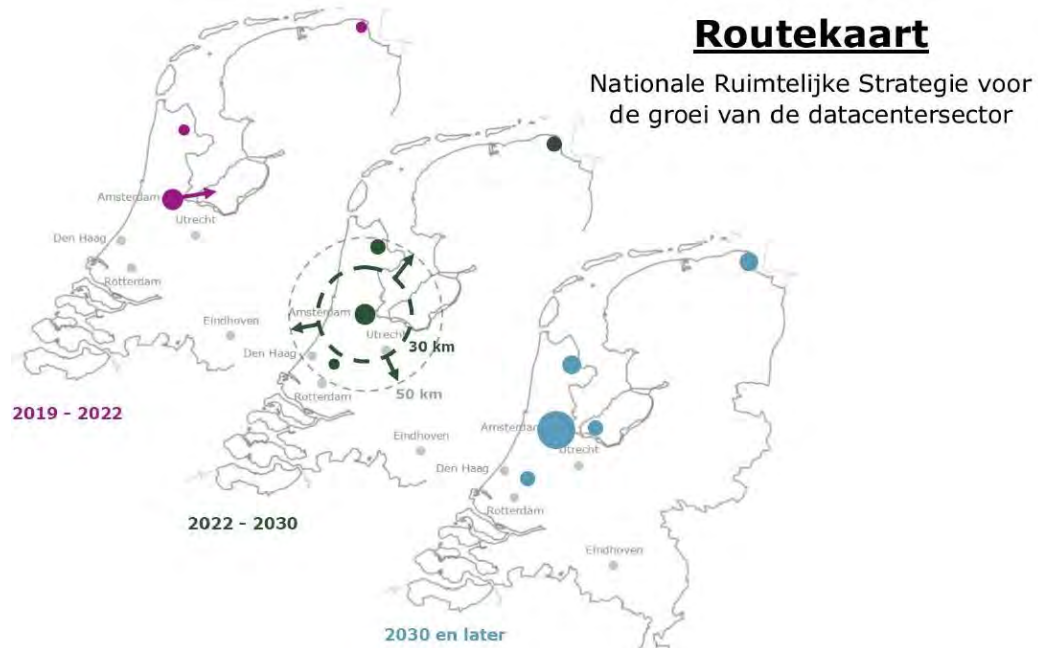 Routekaart
Nationale Ruimtelijke Strategie voor
de groei van de datacentersector
Amsterdam
Utrecht
Den Haag
Rotterdam
Eindhoven
2019 - 2022
Amsterdam
Utrecht
30 km
Den Haag
50 km
Rotterdam
Eindhoven
2022 - 2030
Amsterdam
Utrecht
Den Haag
Rotterdam
Eindhoven
2030 en later